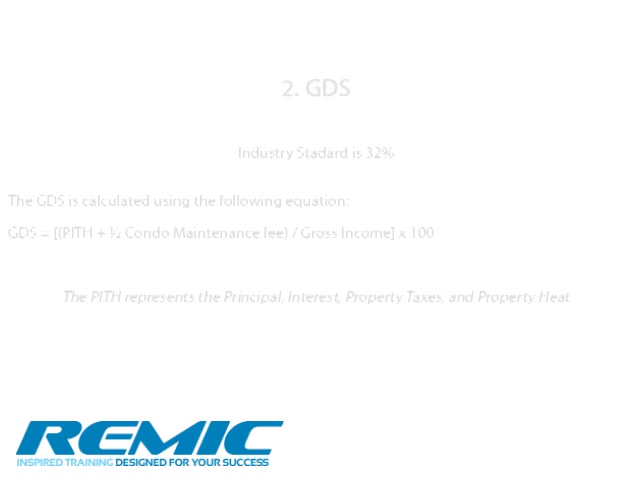 2. GDS
Industry Stadard is 32%
The GDS is calculated using the following equation:
GDS = [(PITH + ½ Condo Maintenance fee) / Gross Income] x 100
The PITH represents the Principal, Interest, Property Taxes, and Property Heat
REMIC
INSPIRED TRAINING DESIGNED FOR YOUR SUCCESS